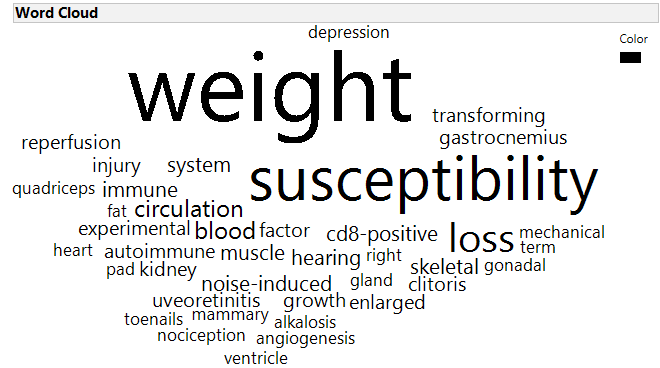 Word Cloud
depression
Color
weight
transforming
reperfusion
gastrocnemius
injury system
susceptibility
quadriceps immune
fat circulation
experimental blood factor cd8-positive loss mechanical
heart autoimmune muscle hearing right term
pad kidney skeletal gonadal
noise-induced gland clitoris
uveoretinitis growth enlarged
toenails mammary alkalosis
nociception angiogenesis
ventricle